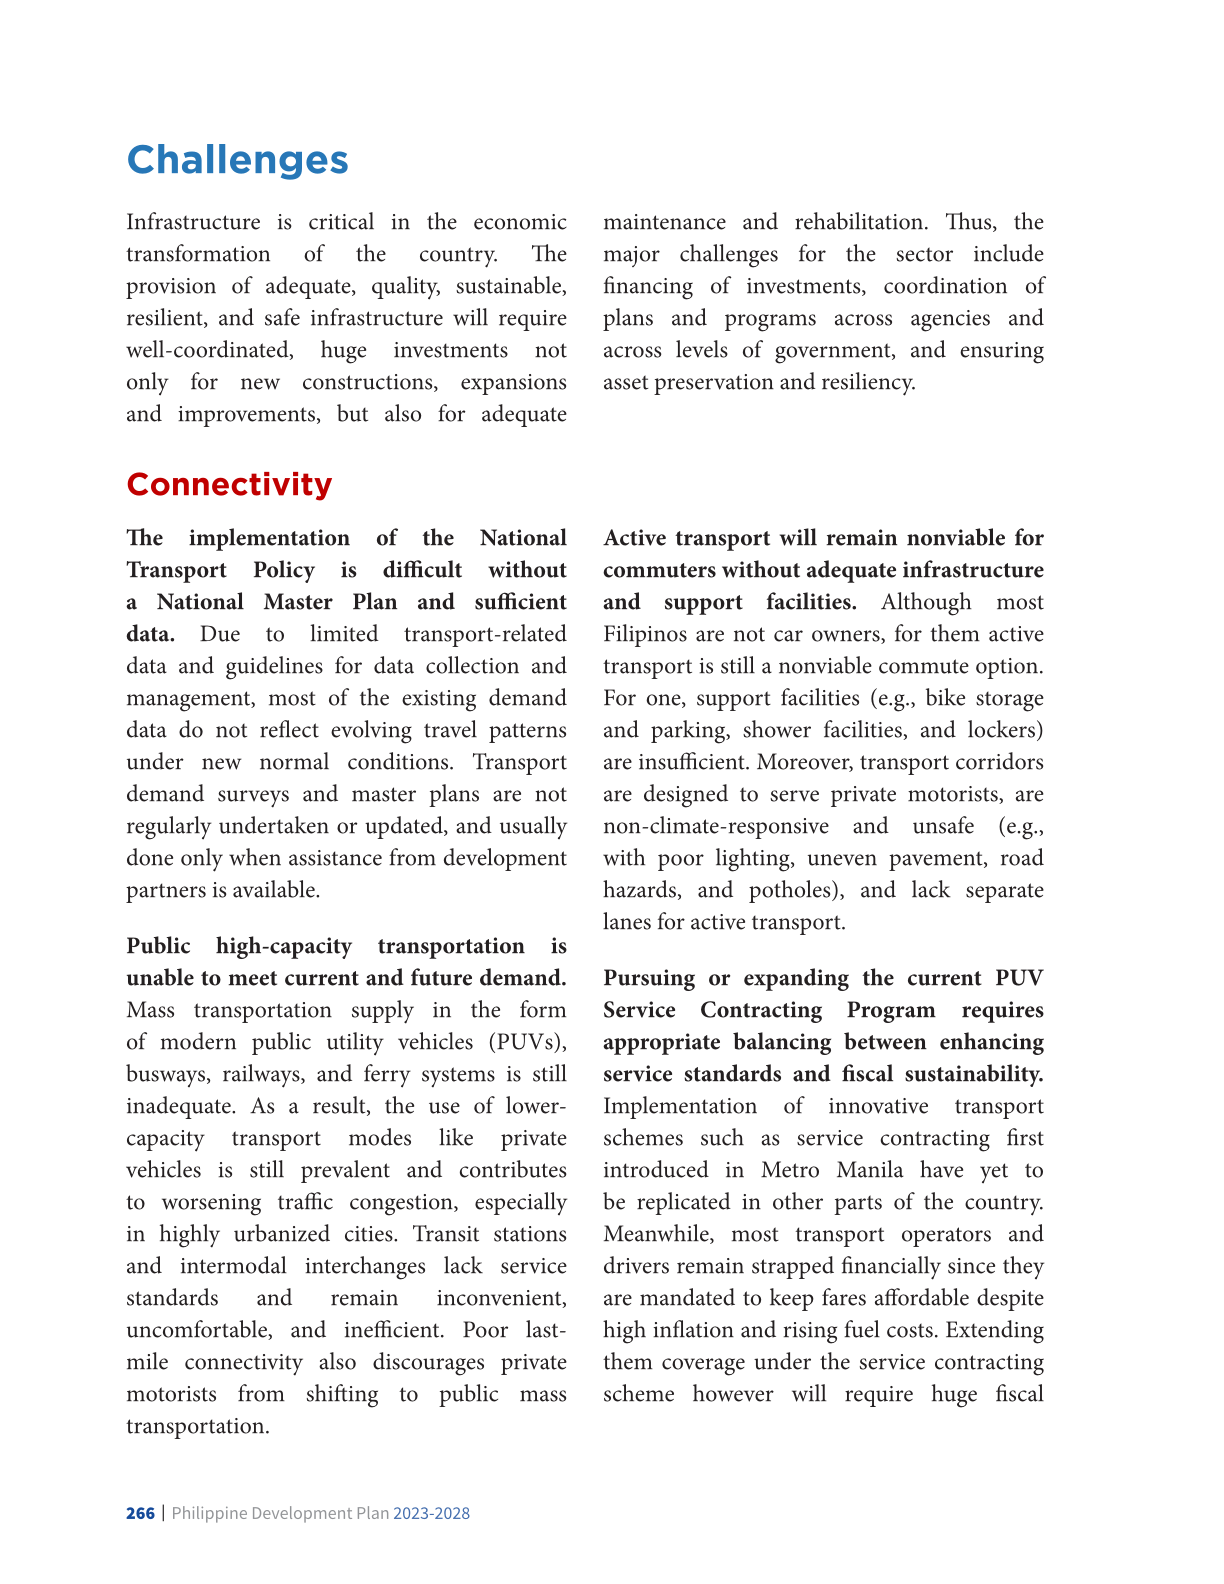 Challenges
Infrastructure is critical in the economic
transformation of the country. The
provision of adequate, quality, sustainable,
resilient, and safe infrastructure will require
well-coordinated, huge investments not
only for new constructions, expansions
and improvements, but also for adequate
maintenance and rehabilitation. Thus, the
major challenges for the sector include
financing of investments, coordination of
plans and programs across agencies and
across levels of government, and ensuring
asset preservation and resiliency.
Connectivity
The implementation of the National
Transport Policy is difficult without
a National Master Plan and sufficient
data. Due to limited transport-related
data and guidelines for data collection and
management, most of the existing demand
data do not reflect evolving travel patterns
under new normal conditions. Transport
demand surveys and master plans are not
regularly undertaken or updated, and usually
done only when assistance from development
partners is available.
Public high-capacity transportation is
unable to meet current and future demand.
Mass transportation supply in the form
of modern public utility vehicles (PUVs),
busways, railways, and ferry systems is still
inadequate. As a result, the use of lower-
capacity transport modes like private
vehicles is still prevalent and contributes
to worsening traffic congestion, especially
in highly urbanized cities. Transit stations
and intermodal interchanges lack service
standards and remain inconvenient,
uncomfortable, and inefficient. Poor last-
mile connectivity also discourages private
motorists from shifting to public mass
transportation.
Active transport will remain nonviable for
commuters without adequate infrastructure
and support facilities. Although most
Filipinos are not car owners, for them active
transport is still a nonviable commute option.
For one, support facilities (e.g., bike storage
and parking, shower facilities, and lockers)
are insufficient. Moreover, transport corridors
are designed to serve private motorists, are
non-climate-responsive and unsafe (e.g.,
with poor lighting, uneven pavement, road
hazards, and potholes), and lack separate
lanes for active transport.
Pursuing or expanding the current PUV
Service Contracting Program requires
appropriate balancing between enhancing
service standards and fiscal sustainability.
Implementation of innovative transport
schemes such as service contracting first
introduced in Metro Manila have yet to
be replicated in other parts of the country.
Meanwhile, most transport operators and
drivers remain strapped financially since they
are mandated to keep fares affordable despite
high inflation and rising fuel costs. Extending
them coverage under the service contracting
scheme however will require huge fiscal
266 | Philippine Development Plan 2023-2028